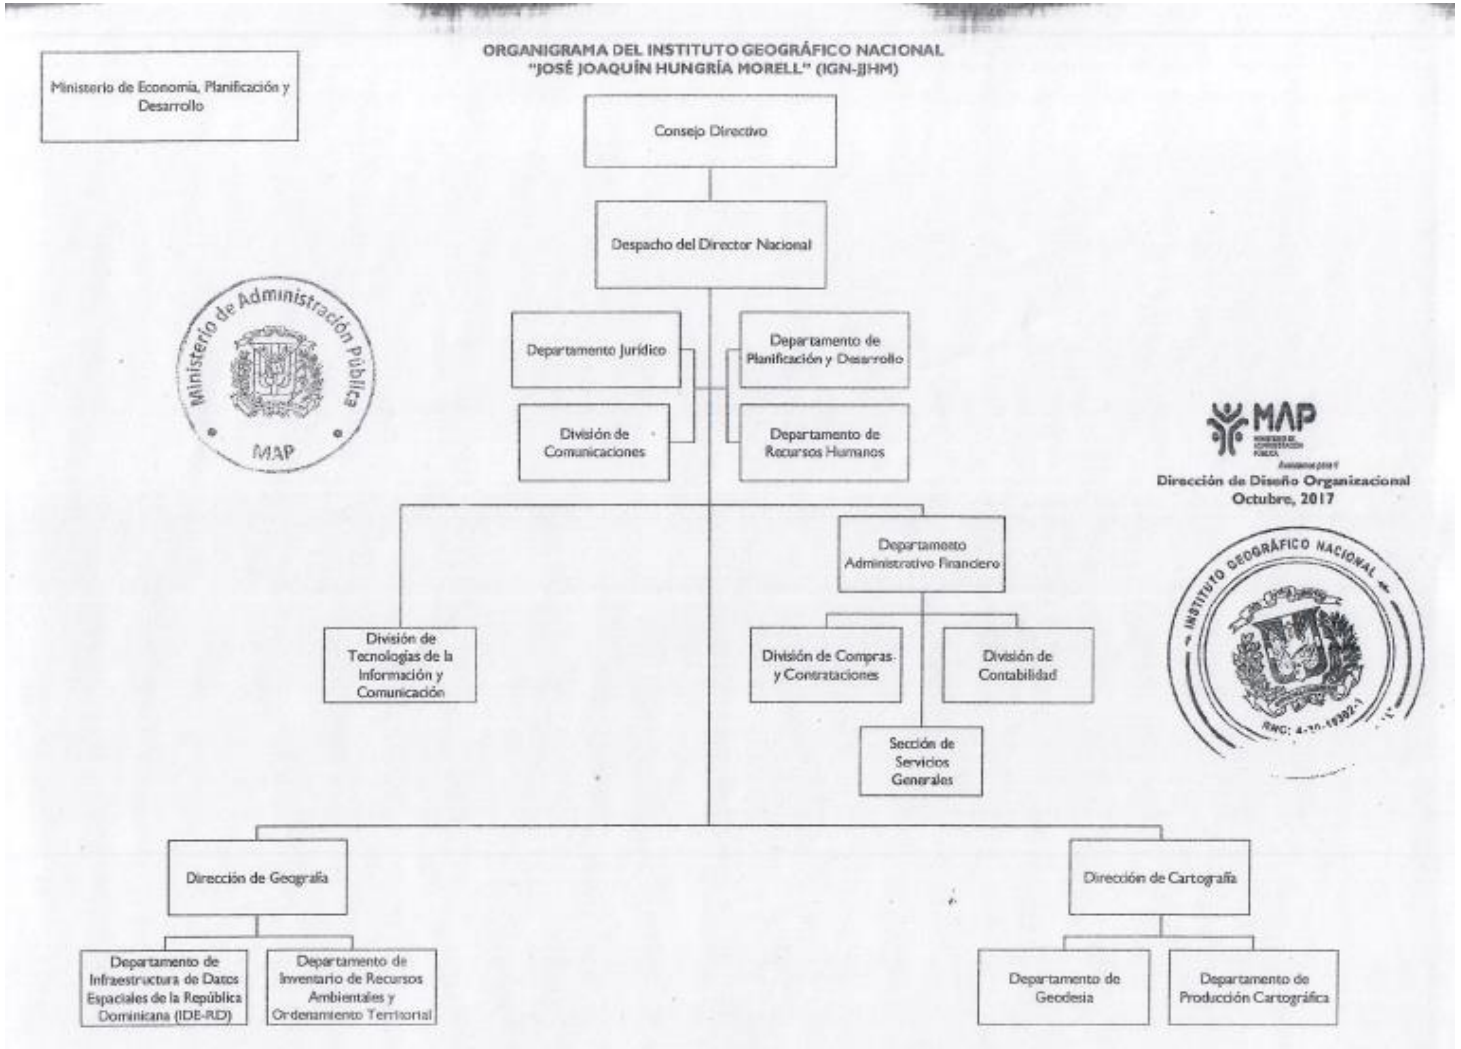 ORGANIGRAMA DEL INSTITUTO GEOGRÁFICO NACIONAL
"JOSÉ JOAQUÍN HUNGRÍA MORELL" (IGN-JJHM)
Ministerio de Economía, Planificación y
Desarrollo
Consejo Directivo
Despacho del Director Nacional
Ministerio de Administración Pública
MAP
Departamento Jurídico
Departamento de
Planificación y Desarrollo
División de
Comunicaciones
Departamento de
Recursos Humanos
MAP
MINISTERIO DE
ADMINISTRACIÓN
PÚBLICA
Dirección de Diseño Organizacional
Octubre, 2017
Departamento
Administrativo Financiero
INSTITUTO GEOGRÁFICO NACIONAL
RNC:
División de
Tecnologías de la
Información y
Comunicación
División de Compras
y Contrataciones
División de
Contabilidad
Sección de
Servicios
Generales
Dirección de Geografía
Dirección de Cartografía
Departamento de
Infraestructura de Datos
Espaciales de la República
Dominicana (IDE-RD)
Departamento de
Inventario de Recursos
Ambientales y
Ordenamiento Territorial
Departamento de
Geodesia
Departamento de
Producción Cartográfica